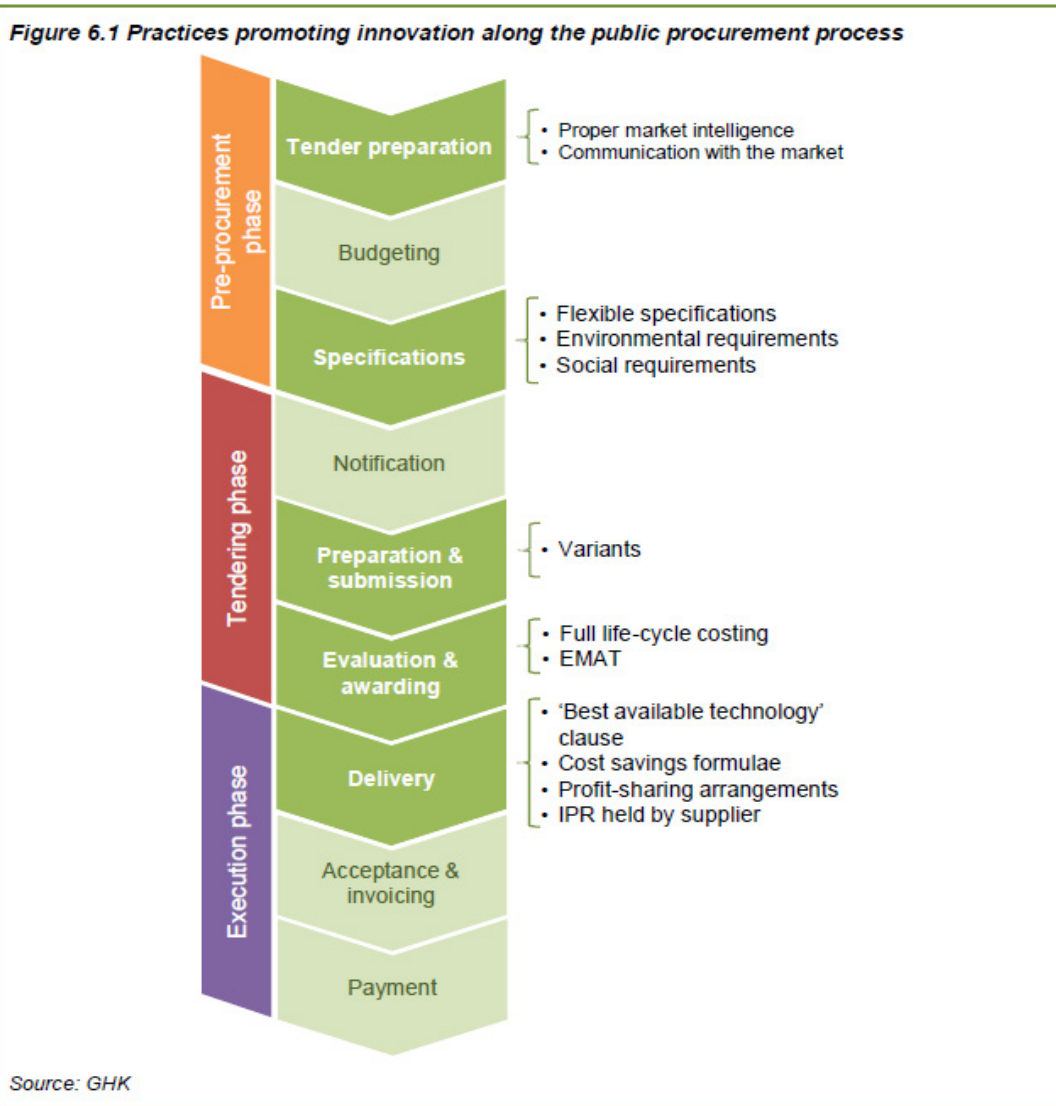 Figure 6.1 Practices promoting innovation along the public procurement process
Pre-procurement
phase
Tender preparation
• Proper market intelligence
• Communication with the market
Budgeting
Specifications
• Flexible specifications
• Environmental requirements
• Social requirements
Tendering phase
Notification
Preparation &
submission
• Variants
Evaluation &
awarding
• Full life-cycle costing
• EMAT
Execution phase
Delivery
• ‘Best available technology’
clause
• Cost savings formulae
• Profit-sharing arrangements
• IPR held by supplier
Acceptance &
invoicing
Payment
Source: GHK